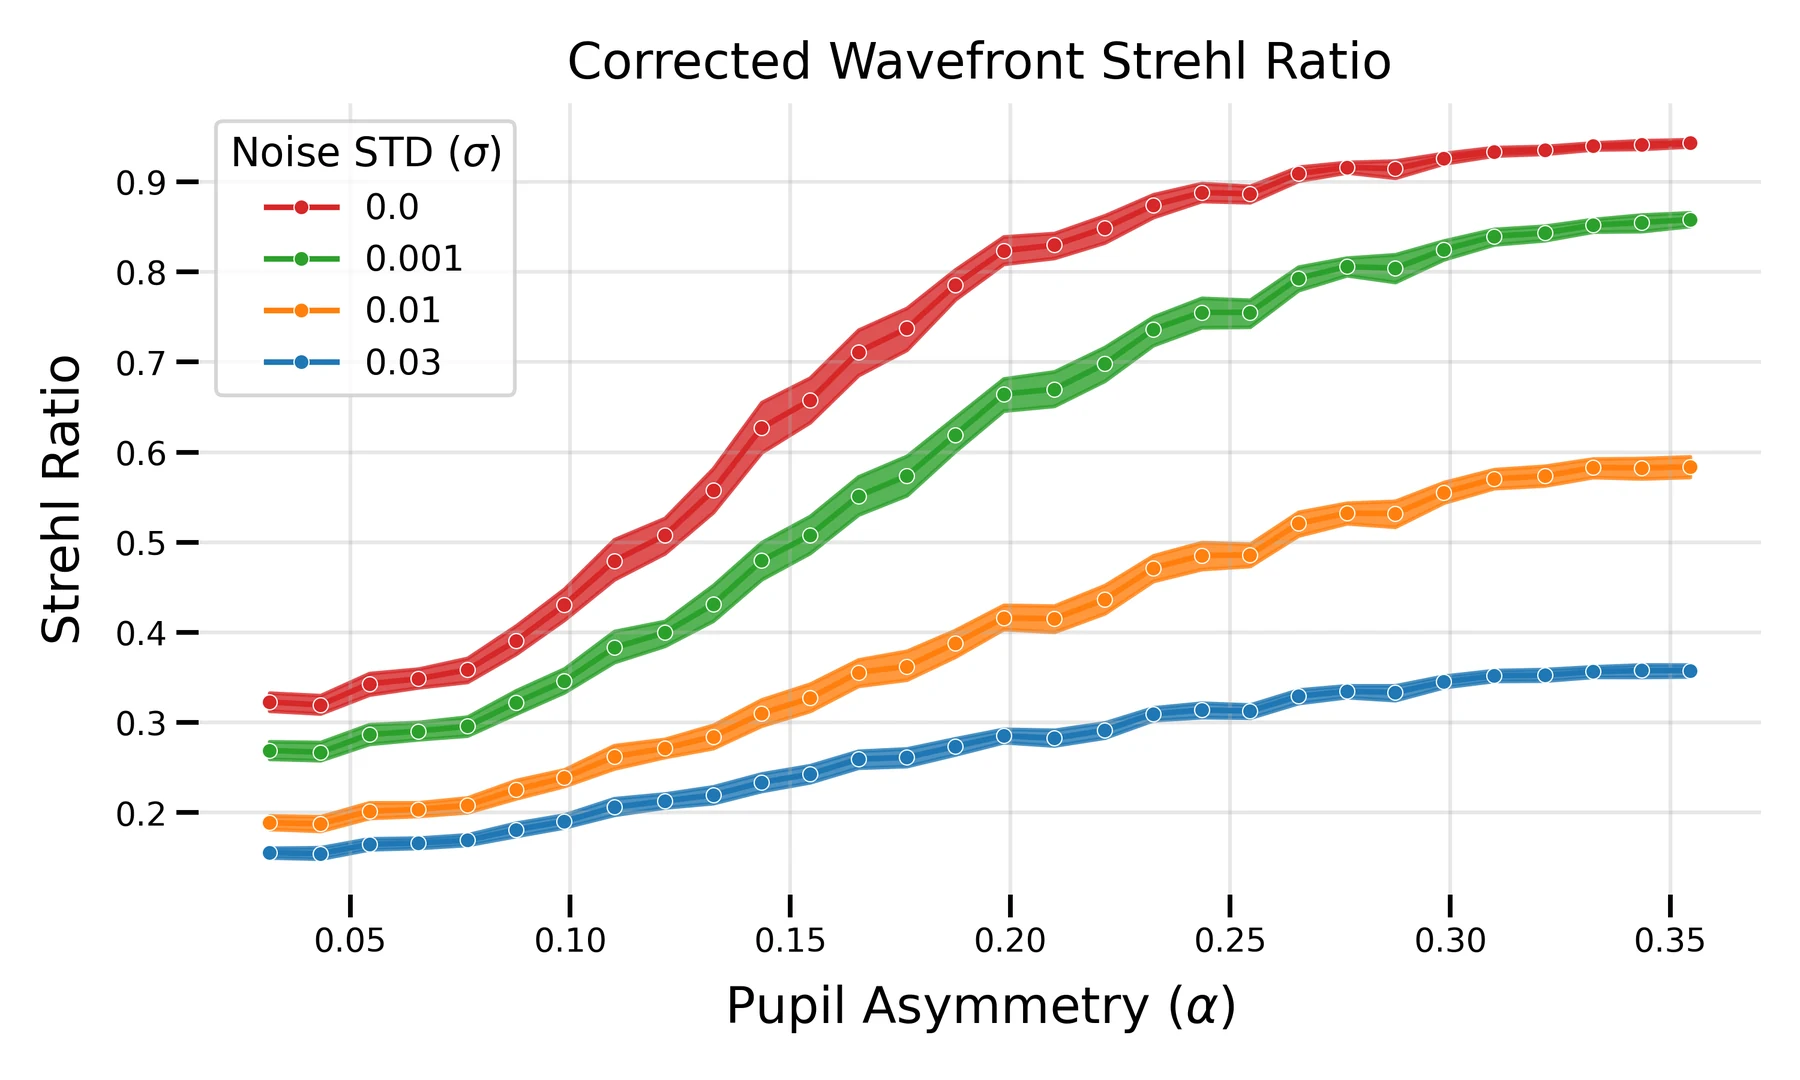 Corrected Wavefront Strehl Ratio
Noise STD (σ)
0.0
0.001
0.01
0.03
Strehl Ratio
0.9
0.8
0.7
0.6
0.5
0.4
0.3
0.2
0.05 0.10 0.15 0.20 0.25 0.30 0.35
Pupil Asymmetry (α)